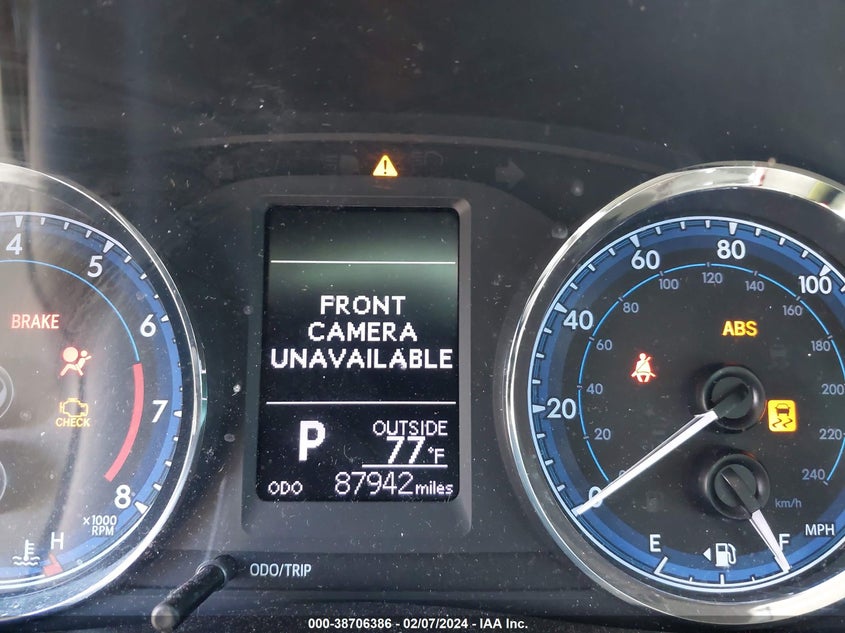 4
5
6
7
8
x1000
RPM
BRAKE
CHECK
H
FRONT
CAMERA
UNAVAILABLE
P
OUTSIDE
77°F
ODO 87942 miles
ODO/TRIP
0
20
40
60
80
100
20
40
60
80
100
120
140
160
180
200
220
240
km/h
MPH
ABS
E
F
000-38706386 - 02/07/2024 - IAA Inc.